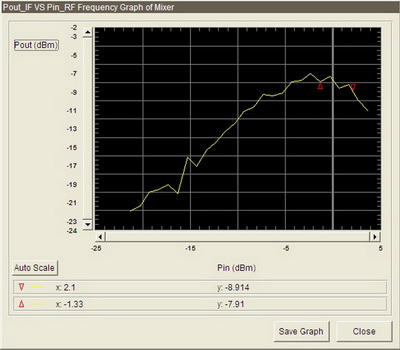 Pout_IF VS Pin_RF Frequency Graph of Mixer
Pout (dBm)
-2
-3
-5
-7
-9
-11
-13
-15
-17
-19
-21
-23
-24
-25
-15
-5
5
Auto Scale
Pin (dBm)
x: 2.1 y: -8.914
x: -1.33 y: -7.91
Save Graph Close